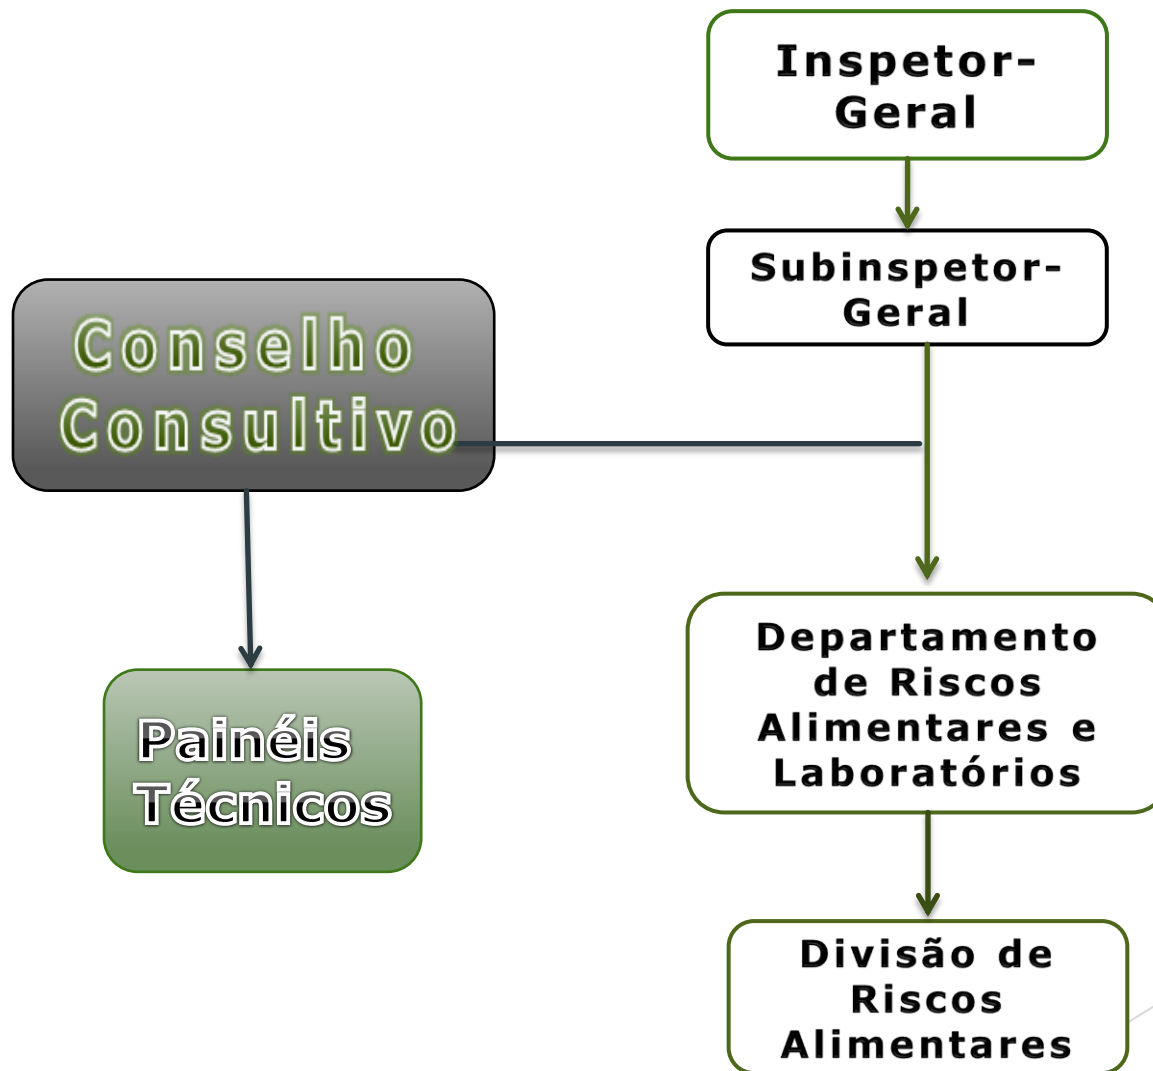 Inspetor-
Geral
Subinspetor-
Geral
Conselho
Consultivo
Departamento
de Riscos
Alimentares e
Laboratórios
Painéis
Técnicos
Divisão de
Riscos
Alimentares